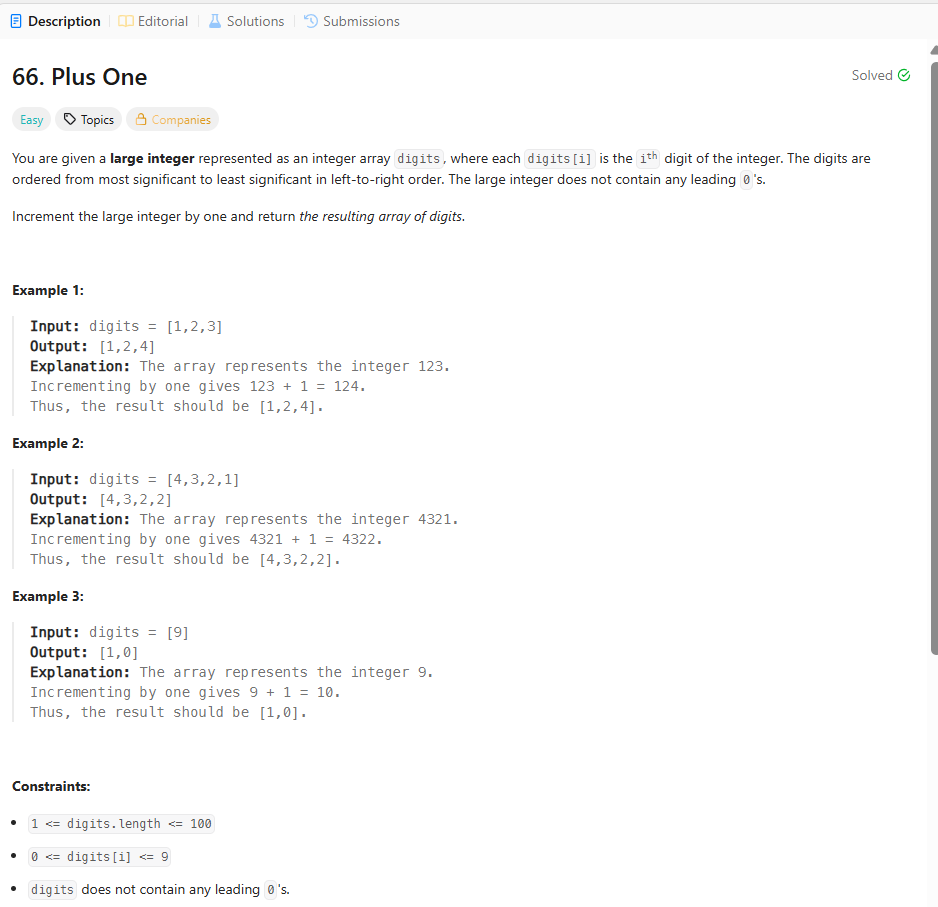 Description
Editorial
Solutions
Submissions
66. Plus One
Solved
Easy
Topics
Companies
You are given a large integer represented as an integer array digits, where each digits[i] is the ith digit of the integer. The digits are
ordered from most significant to least significant in left-to-right order. The large integer does not contain any leading 0's.
Increment the large integer by one and return the resulting array of digits.
Example 1:
Input: digits = [1,2,3]
Output: [1,2,4]
Explanation: The array represents the integer 123.
Incrementing by one gives 123 + 1 = 124.
Thus, the result should be [1,2,4].
Example 2:
Input: digits = [4,3,2,1]
Output: [4,3,2,2]
Explanation: The array represents the integer 4321.
Incrementing by one gives 4321 + 1 = 4322.
Thus, the result should be [4,3,2,2].
Example 3:
Input: digits = [9]
Output: [1,0]
Explanation: The array represents the integer 9.
Incrementing by one gives 9 + 1 = 10.
Thus, the result should be [1,0].
Constraints:
• 1 <= digits.length <= 100
• 0 <= digits[i] <= 9
• digits does not contain any leading 0's.